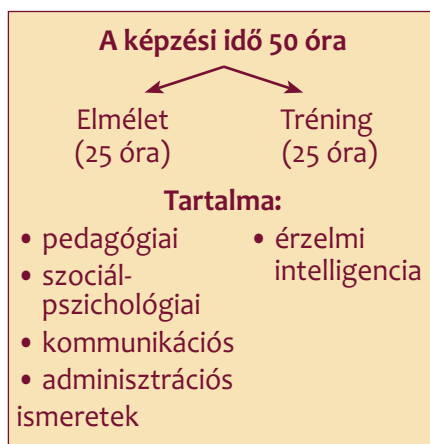 A képzési idő 50 óra
Elmélet
(25 óra)
Tréning
(25 óra)
Tartalma:
• pedagógiai
• szociál-
pszichológiai
• kommunikációs
• adminisztrációs
ismeretek
• érzelmi
intelligencia